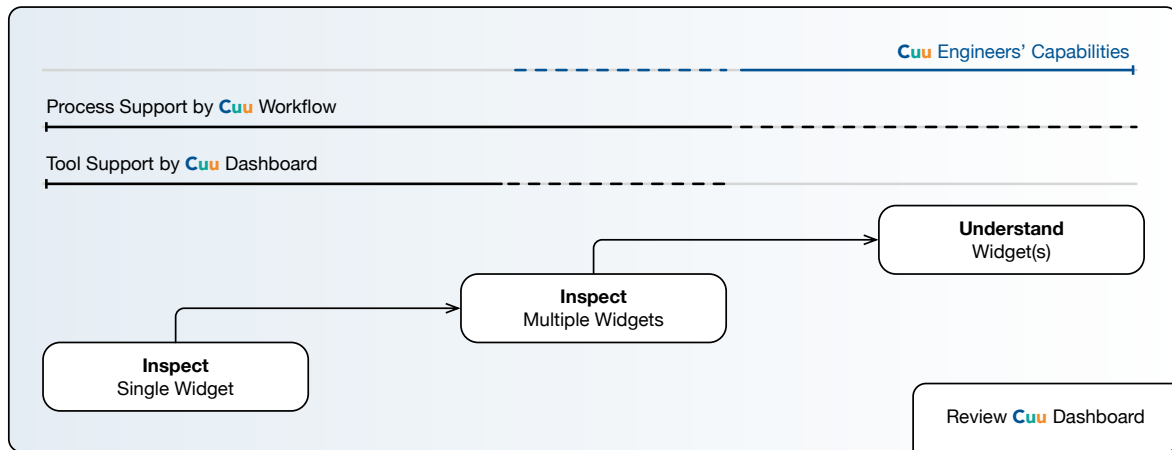 Cuu Engineers’ Capabilities
Process Support by Cuu Workflow
Tool Support by Cuu Dashboard
Understand
Widget(s)
Inspect
Multiple Widgets
Inspect
Single Widget
Review Cuu Dashboard